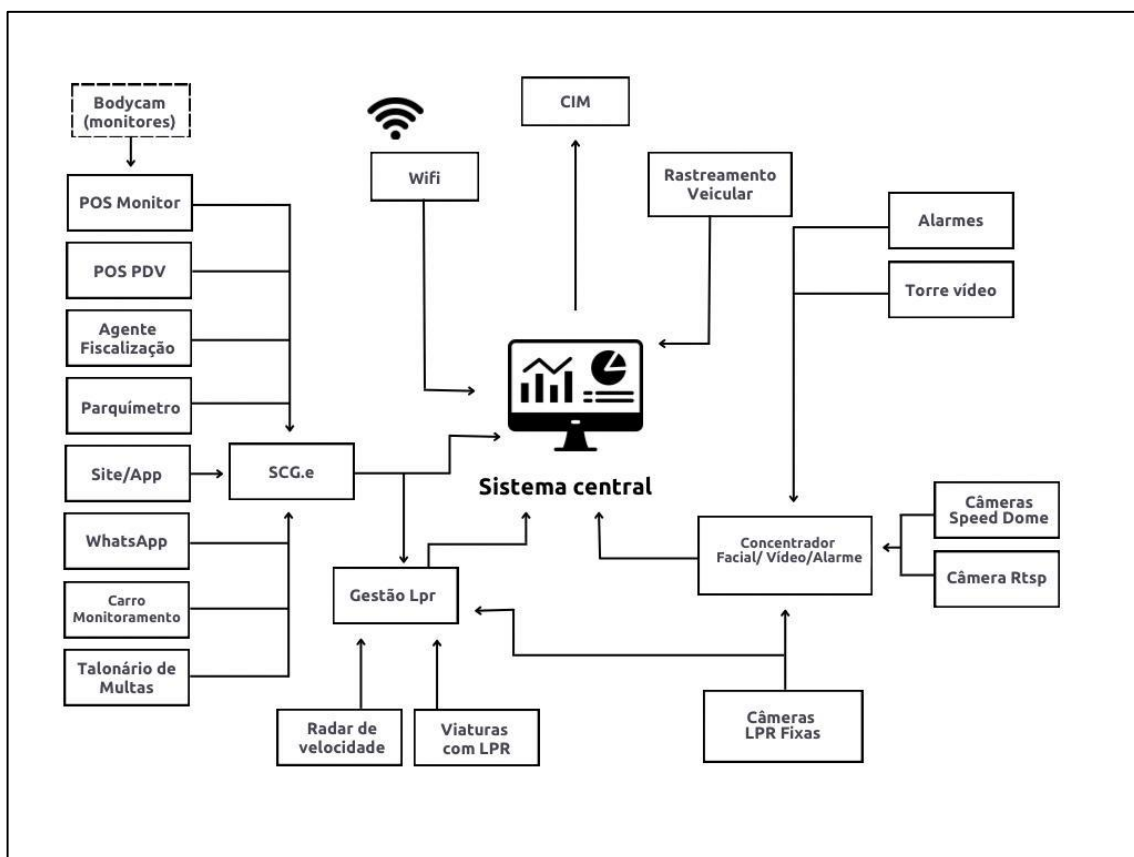 Bodycam
(monitores)
POS Monitor
POS PDV
Agente
Fiscalização
Parquímetro
Site/App
WhatsApp
Carro
Monitoramento
Talonário de
Multas
SCG.e
Wifi
CIM
Rastreamento
Veicular
Alarmes
Torre vídeo
Sistema central
Gestão Lpr
Radar de
velocidade
Viaturas
com LPR
Concentrador
Facial/ Vídeo/Alarme
Câmeras
Speed Dome
Câmera Rtsp
Câmeras
LPR Fixas